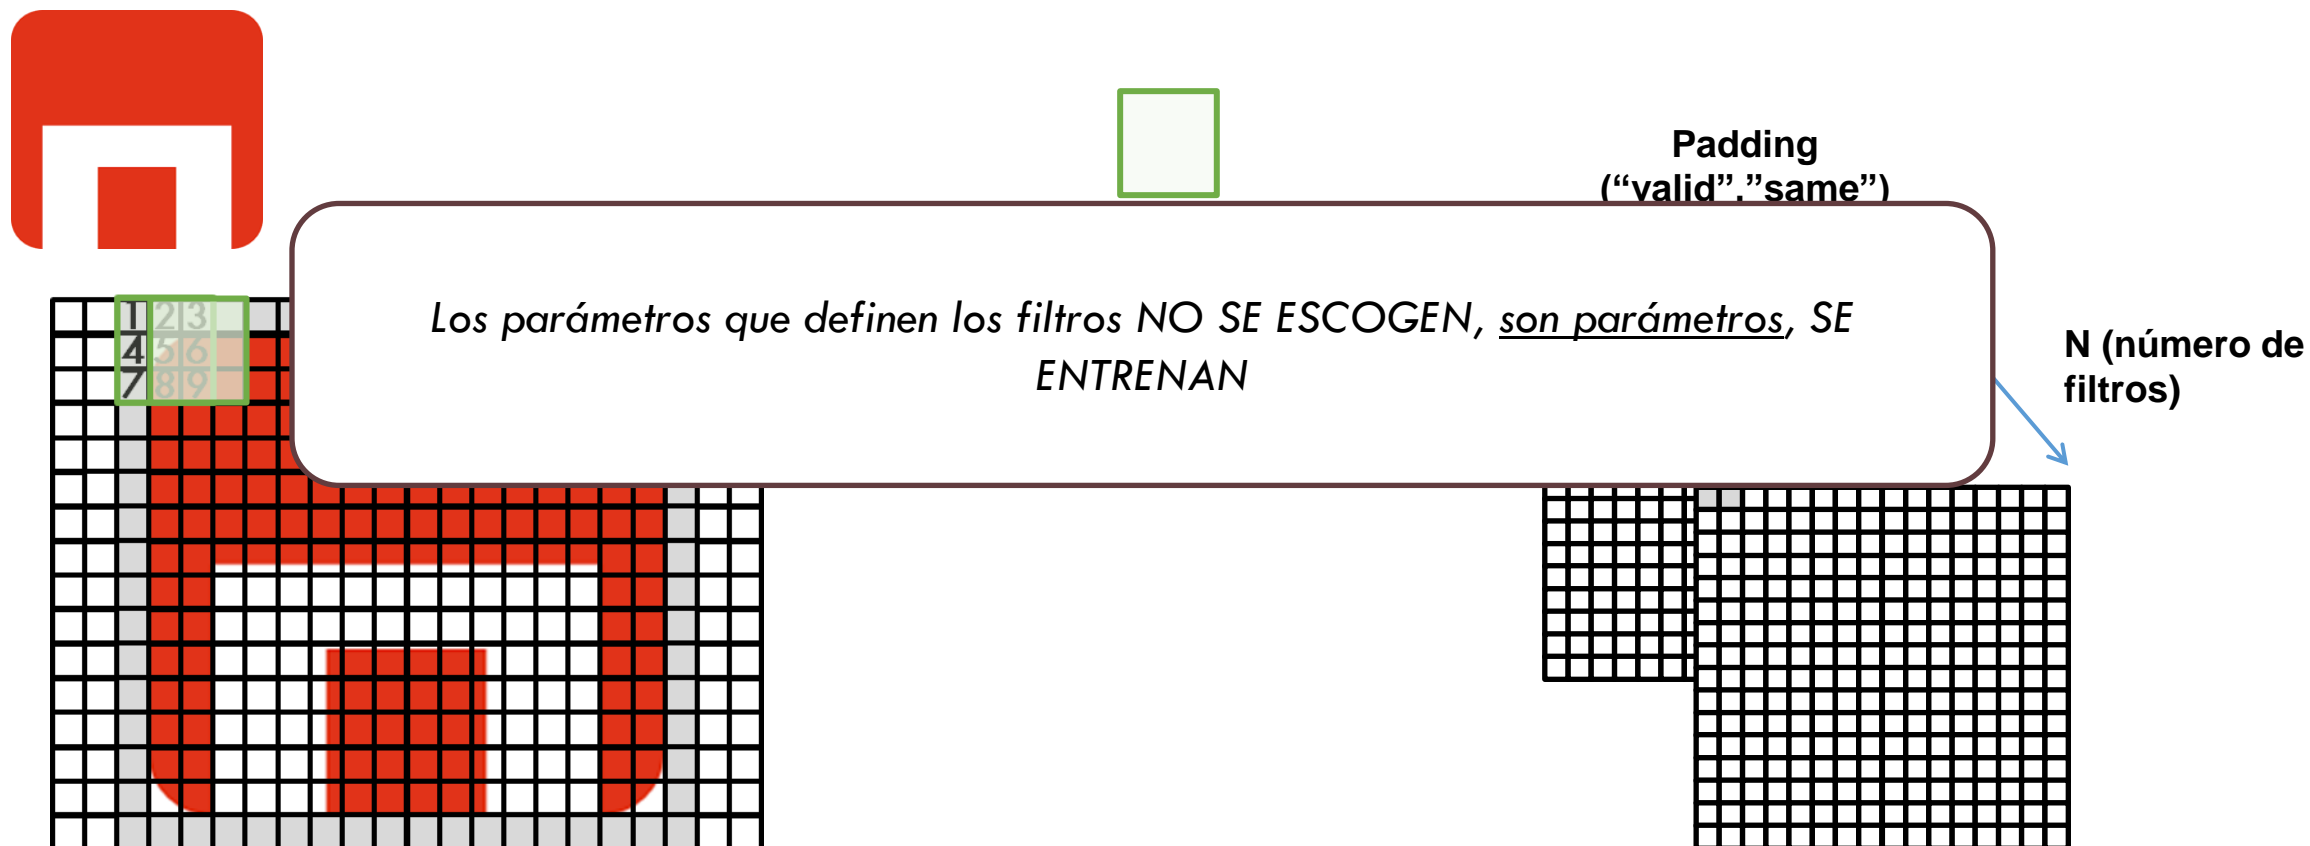 Padding
(“valid”,”same”)
Los parámetros que definen los filtros NO SE ESCOGEN, son parámetros, SE
ENTRENAN
N (número de
filtros)
1 2 3
4 5 6
7 8 9